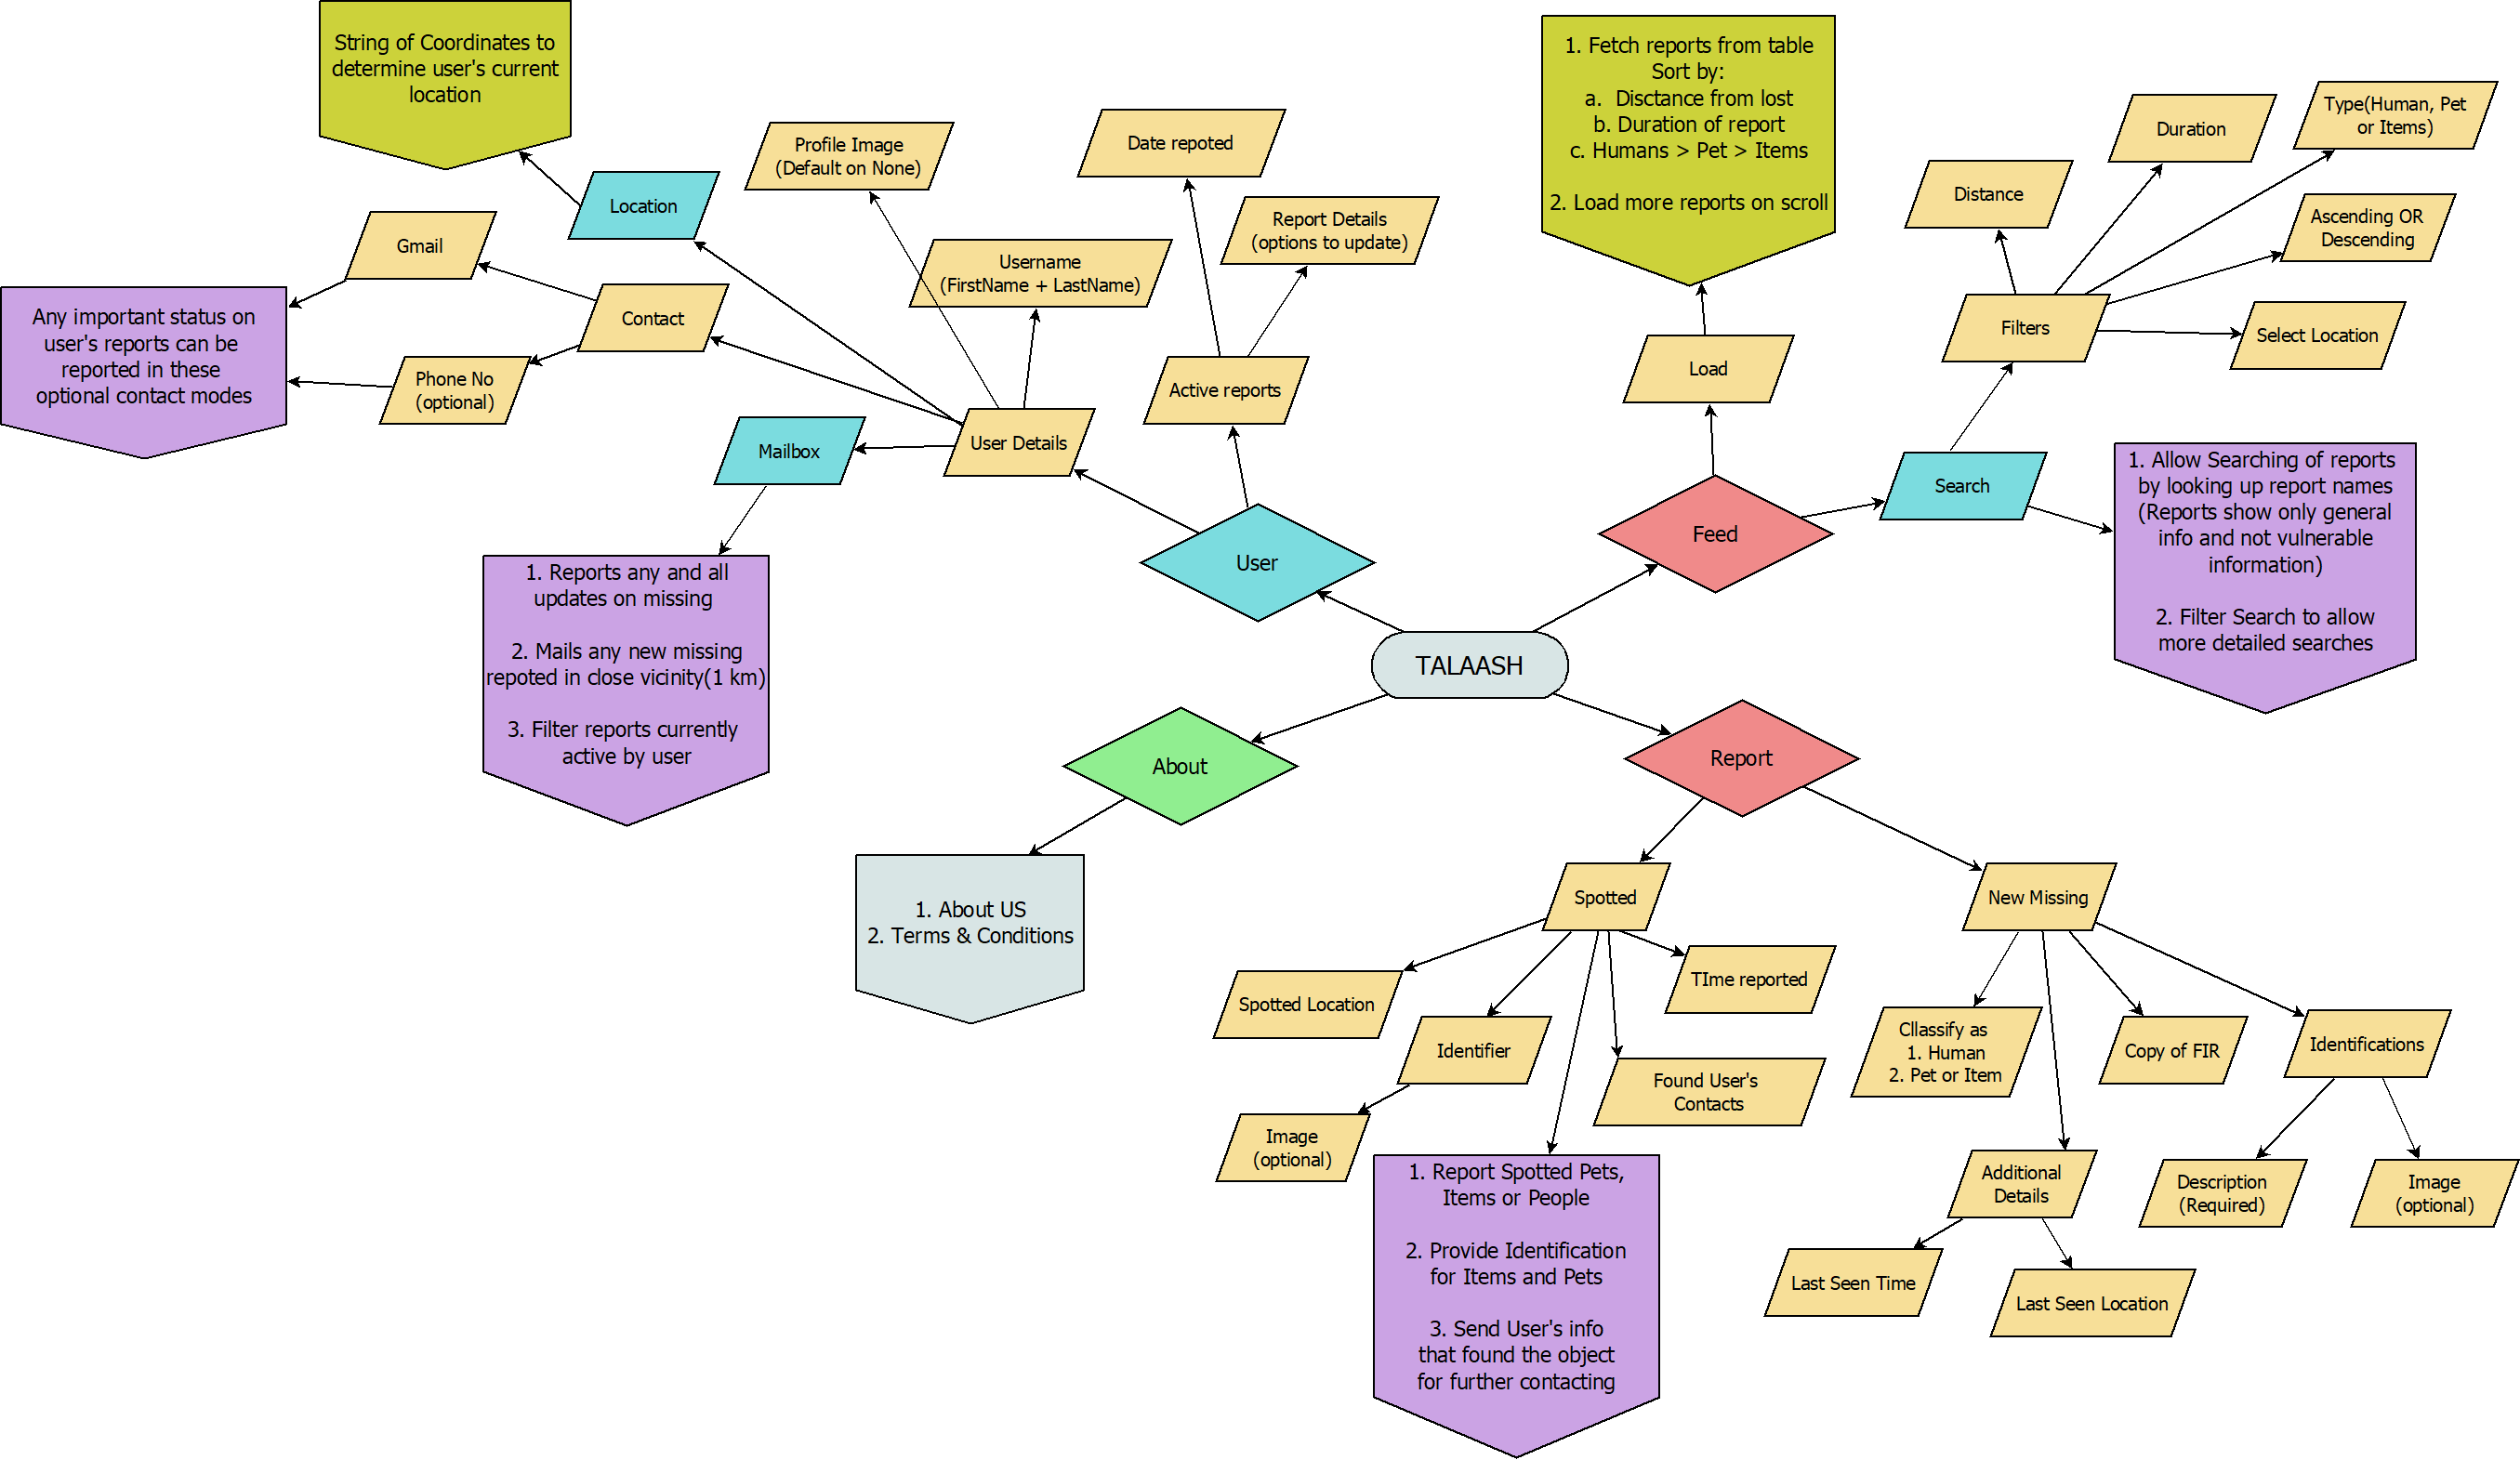 String of Coordinates to
determine user's current
location
Location
Gmail
Contact
Phone No
(optional)
Any important status on
user's reports can be
reported in these
optional contact modes
Profile Image
(Default on None)
Username
(FirstName + LastName)
Date repoted
Report Details
(options to update)
Active reports
User Details
Mailbox
1. Reports any and all
updates on missing
2. Mails any new missing
repoted in close vicinity(1 km)
3. Filter reports currently
active by user
User
1. Fetch reports from table
Sort by:
a. Disctance from lost
b. Duration of report
c. Humans > Pet > Items
2. Load more reports on scroll
Load
Feed
Distance
Duration
Type(Human, Pet
or Items)
Ascending OR
Descending
Select Location
Filters
Search
1. Allow Searching of reports
by looking up report names
(Reports show only general
info and not vulnerable
information)
2. Filter Search to allow
more detailed searches
TALAASH
About
1. About US
2. Terms & Conditions
Report
Spotted
Spotted Location
Identifier
Image
(optional)
TIme reported
Found User's
Contacts
1. Report Spotted Pets,
Items or People
2. Provide Identification
for Items and Pets
3. Send User's info
that found the object
for further contacting
New Missing
Cllassify as
1. Human
2. Pet or Item
Copy of FIR
Identifications
Additional
Details
Description
(Required)
Image
(optional)
Last Seen Time
Last Seen Location